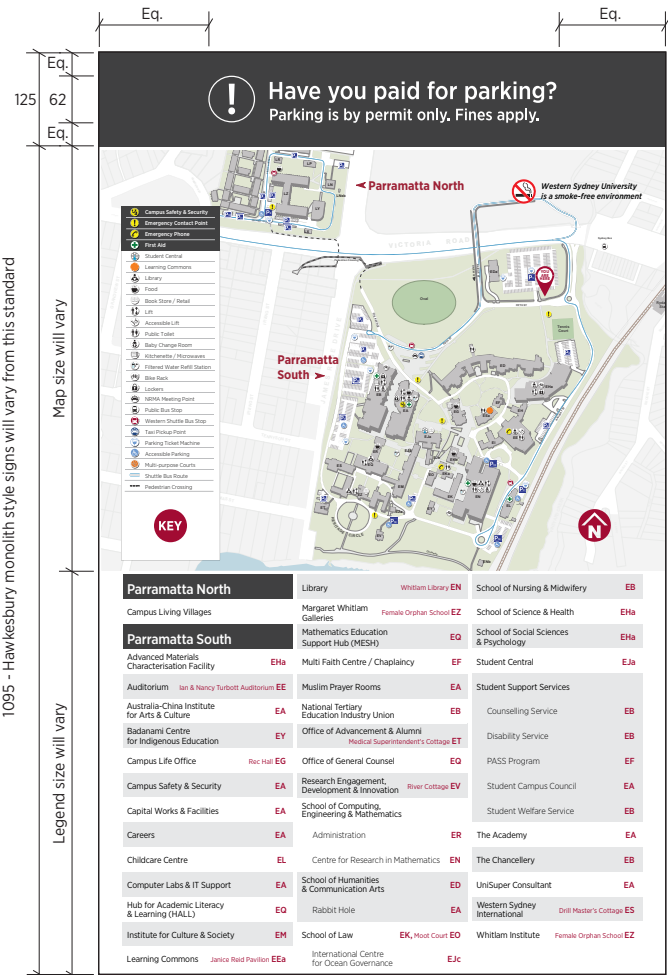 Eq.
Eq.
Eq.
125
62
Eq.
1095 - Hawkesbury monolith style signs will vary from this standard
Map size will vary
Legend size will vary
Have you paid for parking?
Parking is by permit only. Fines apply.
Parramatta North
Western Sydney University
is a smoke-free environment
VICTORIA ROAD
YOU ARE HERE
Oval
Tennis
Court
Parramatta
South
Campus Safety & Security
Emergency Contact Point
Emergency Phone
First Aid
Student Central
Learning Commons
Library
Food
Book Store / Retail
Lift
Accessible Lift
Public Toilet
Baby Change Room
Kitchenette / Microwaves
Filtered Water Refill Station
Bike Rack
Lockers
NRMA Meeting Point
Public Bus Stop
Western Shuttle Bus Stop
Taxi Pickup Point
Parking Ticket Machine
Accessible Parking
Multi-purpose Courts
Shuttle Bus Route
Pedestrian Crossing
KEY
N
Parramatta North
Campus Living Villages
Parramatta South
Advanced Materials
Characterisation Facility EHa
Auditorium Ian & Nancy Turbott Auditorium EE
Australia-China Institute
for Arts & Culture EA
Badanami Centre
for Indigenous Education EY
Campus Life Office Rec Hall EG
Campus Safety & Security EA
Capital Works & Facilities EA
Careers EA
Childcare Centre EL
Computer Labs & IT Support EA
Hub for Academic Literacy
& Learning (HALL) EQ
Institute for Culture & Society EM
Learning Commons Janice Reid Pavilion EEa
Library Whitlam Library EN
Margaret Whitlam
Galleries Female Orphan School EZ
Mathematics Education
Support Hub (MESH) EQ
Multi Faith Centre / Chaplaincy EF
Muslim Prayer Rooms EA
National Tertiary
Education Industry Union EB
Office of Advancement & Alumni
Medical Superintendent's Cottage ET
Office of General Counsel EQ
Research Engagement,
Development & Innovation River Cottage EV
School of Computing,
Engineering & Mathematics
Administration ER
Centre for Research in Mathematics EN
School of Humanities
& Communication Arts ED
Rabbit Hole EA
School of Law EK, Moot Court EO
International Centre
for Ocean Governance EJc
School of Nursing & Midwifery EB
School of Science & Health EHa
School of Social Sciences
& Psychology EHa
Student Central EJa
Student Support Services
Counselling Service EB
Disability Service EB
PASS Program EF
Student Campus Council EA
Student Welfare Service EB
The Academy EA
The Chancellery EB
UniSuper Consultant EA
Western Sydney
International Drill Master's Cottage ES
Whitlam Institute Female Orphan School EZ